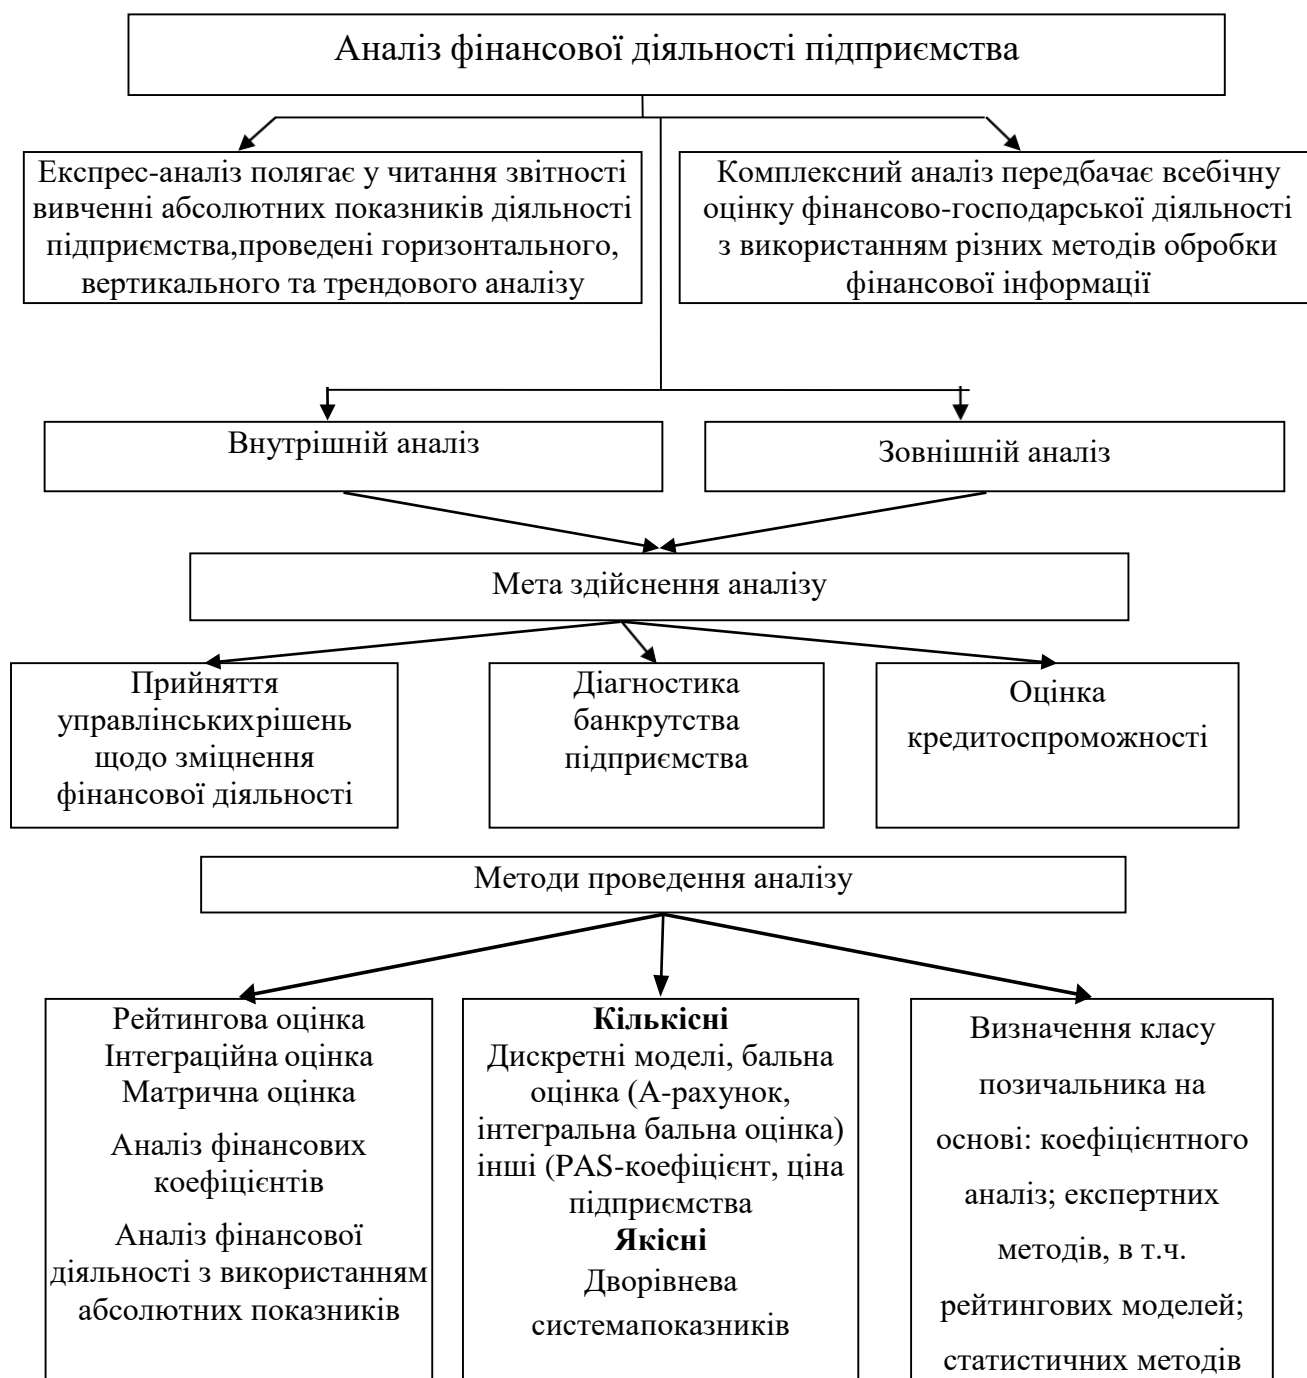 Аналіз фінансової діяльності підприємства
Експрес-аналіз полягає у читання звітності
вивченні абсолютних показників діяльності
підприємства,проведені горизонтального,
вертикального та трендового аналізу
Комплексний аналіз передбачає всебічну
оцінку фінансово-господарської діяльності
з використанням різних методів обробки
фінансової інформації
Внутрішній аналіз
Зовнішній аналіз
Мета здійснення аналізу
Прийняття
управлінськихрішень
щодо зміцнення
фінансової діяльності
Діагностика
банкрутства
підприємства
Оцінка
кредитоспроможності
Методи проведення аналізу
Рейтингова оцінка
Інтеграційна оцінка
Матрична оцінка
Аналіз фінансових
коефіцієнтів
Аналіз фінансової
діяльності з використанням
абсолютних показників
Кількісні
Дискретні моделі, бальна
оцінка (А-рахунок,
інтегральна бальна оцінка)
інші (PAS-коефіцієнт, ціна
підприємства
Якісні
Дворівнева
системапоказників
Визначення класу
позичальника на
основі: коефіцієнтного
аналіз; експертних
методів, в т.ч.
рейтингових моделей;
статистичних методів